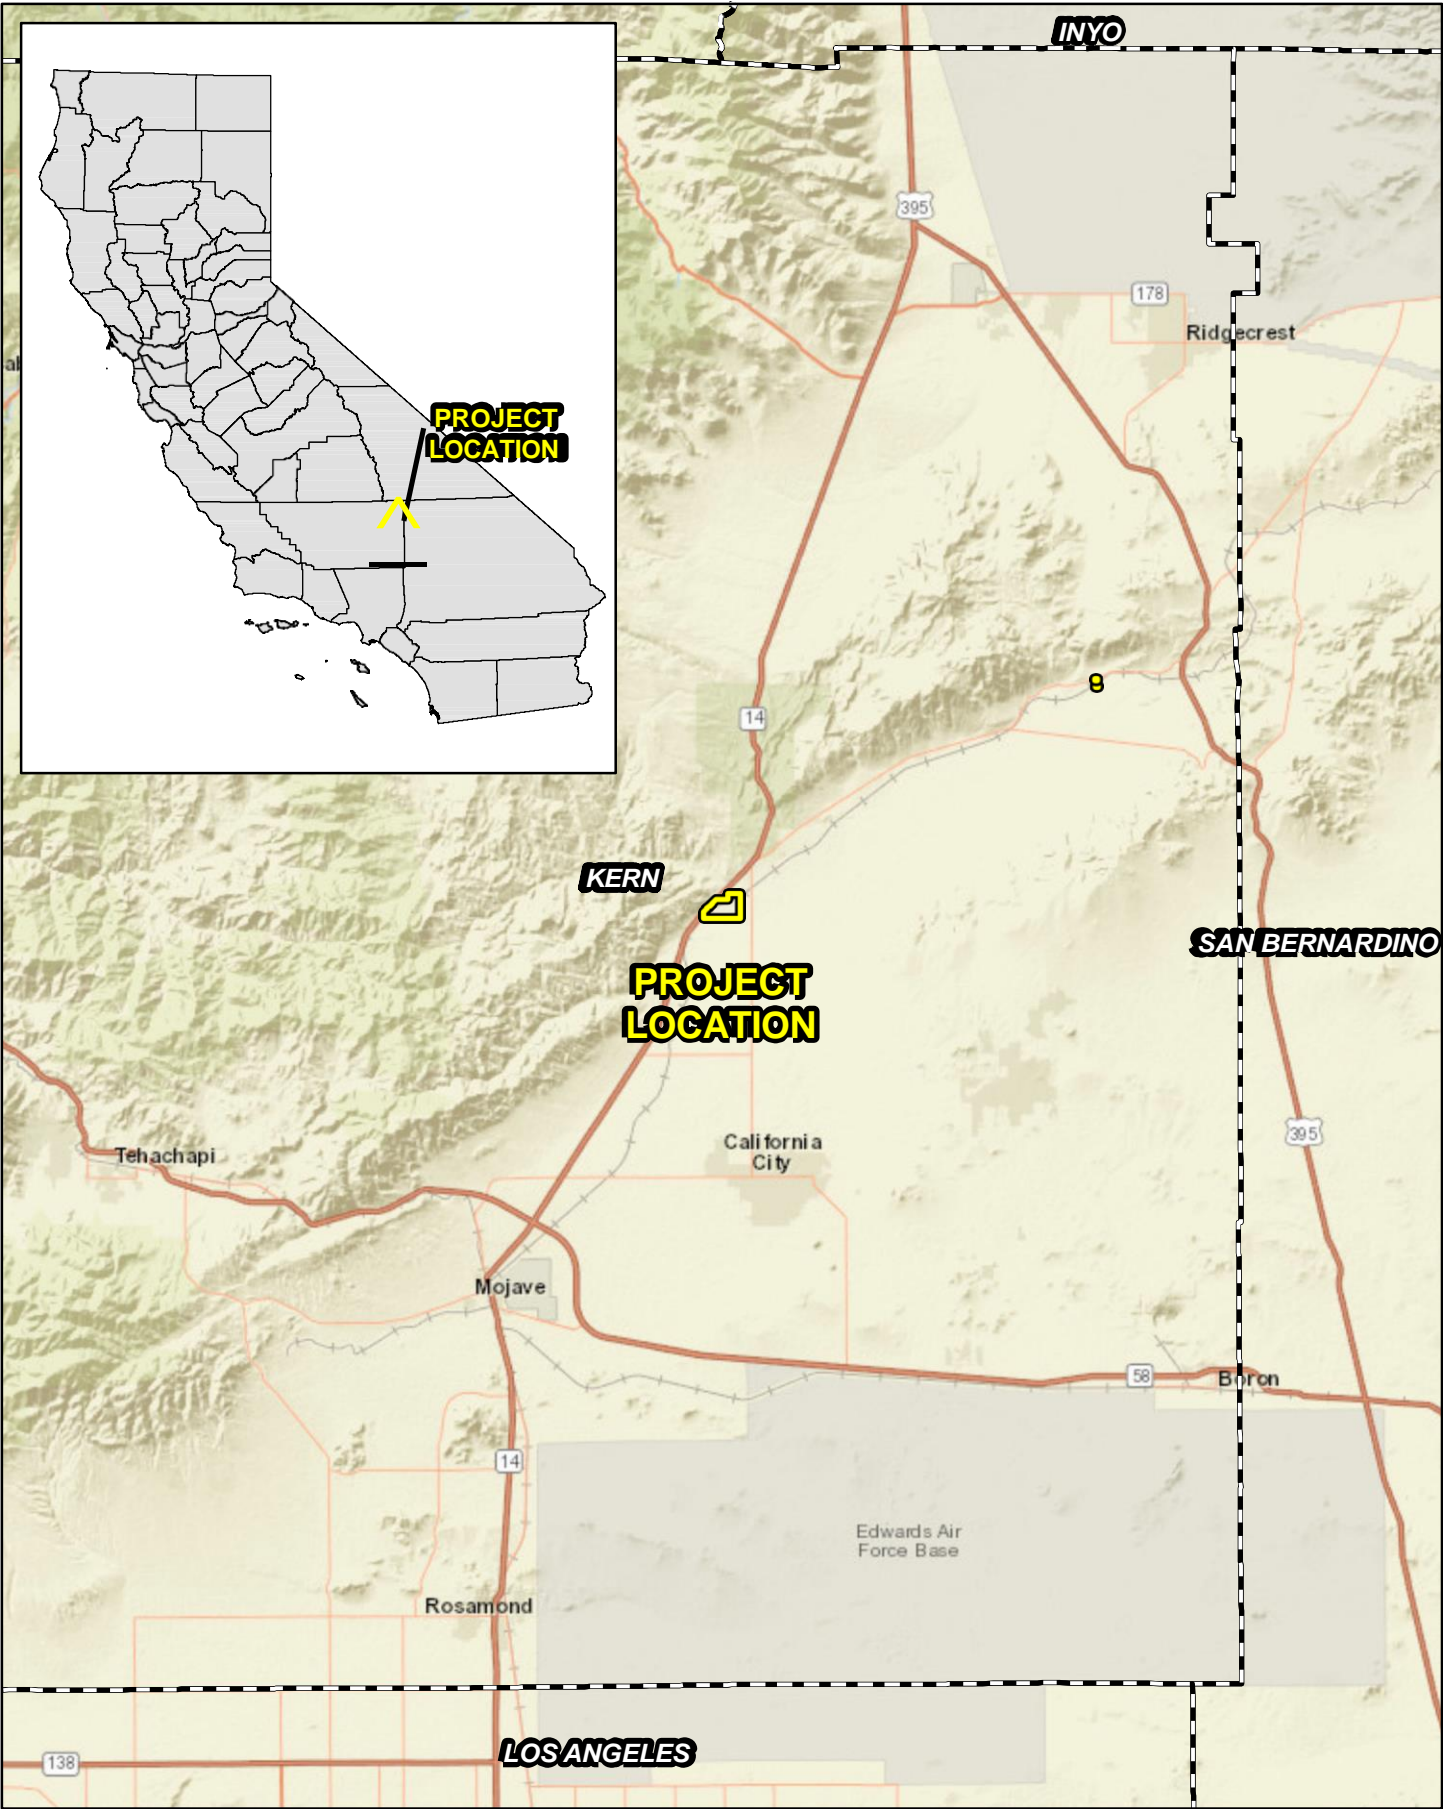 INYO
395
178
Ridgecrest
PROJECT
LOCATION
14
KERN
SAN BERNARDINO
PROJECT
LOCATION
395
California
City
Tehachapi
Mojave
58
Boron
14
Edwards Air
Force Base
Rosamond
LOS ANGELES
138